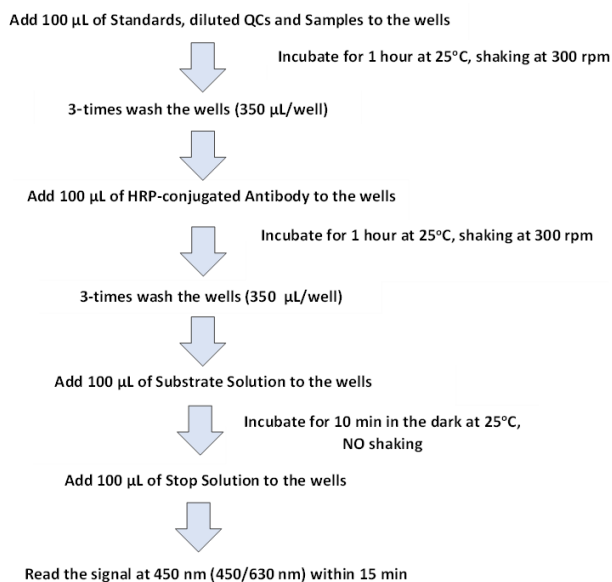 Add 100 µL of Standards, diluted QCs and Samples to the wells
Incubate for 1 hour at 25°C, shaking at 300 rpm
3-times wash the wells (350 µL/well)
Add 100 µL of HRP-conjugated Antibody to the wells
Incubate for 1 hour at 25°C, shaking at 300 rpm
3-times wash the wells (350 µL/well)
Add 100 µL of Substrate Solution to the wells
Incubate for 10 min in the dark at 25°C,
NO shaking
Add 100 µL of Stop Solution to the wells
Read the signal at 450 nm (450/630 nm) within 15 min